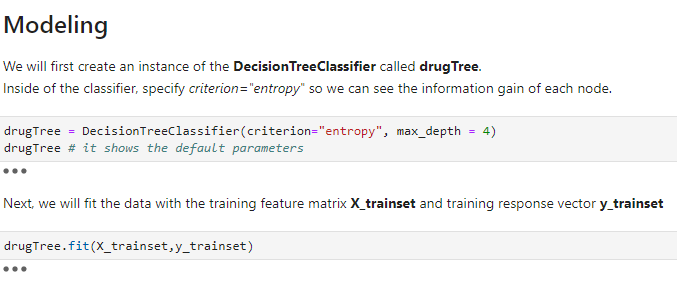 Modeling
We will first create an instance of the DecisionTreeClassifier called drugTree.
Inside of the classifier, specify criterion="entropy" so we can see the information gain of each node.
drugTree = DecisionTreeClassifier(criterion="entropy", max_depth = 4)
drugTree # it shows the default parameters
Next, we will fit the data with the training feature matrix X_trainset and training response vector y_trainset
drugTree.fit(X_trainset,y_trainset)